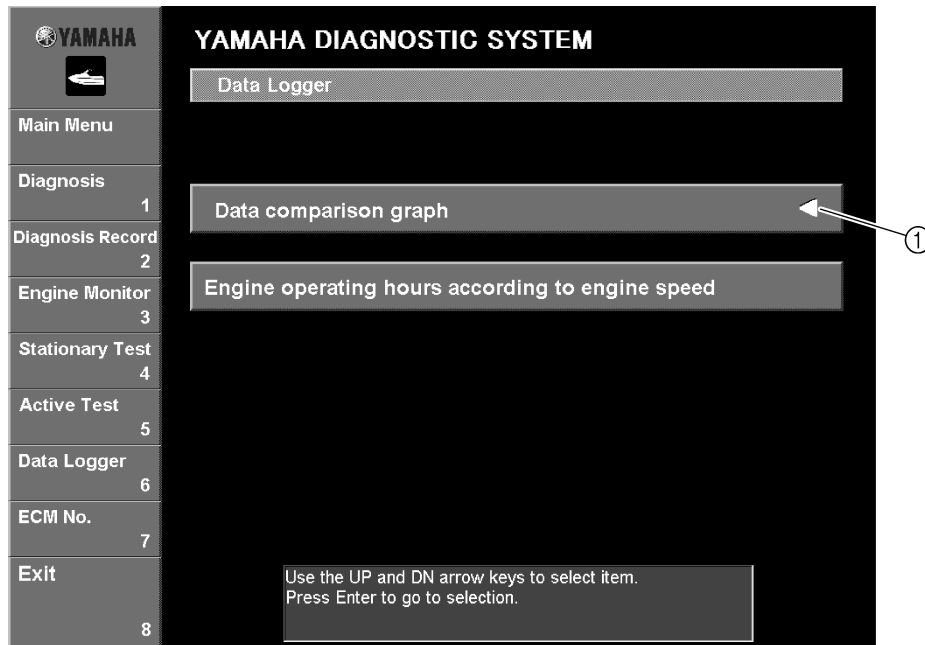 YAMAHA
YAMAHA DIAGNOSTIC SYSTEM
Data Logger
Main Menu
Diagnosis
1
Diagnosis Record
2
Engine Monitor
3
Stationary Test
4
Active Test
5
Data Logger
6
ECM No.
7
Exit
8
Data comparison graph
①
Engine operating hours according to engine speed
Use the UP and DN arrow keys to select item.
Press Enter to go to selection.